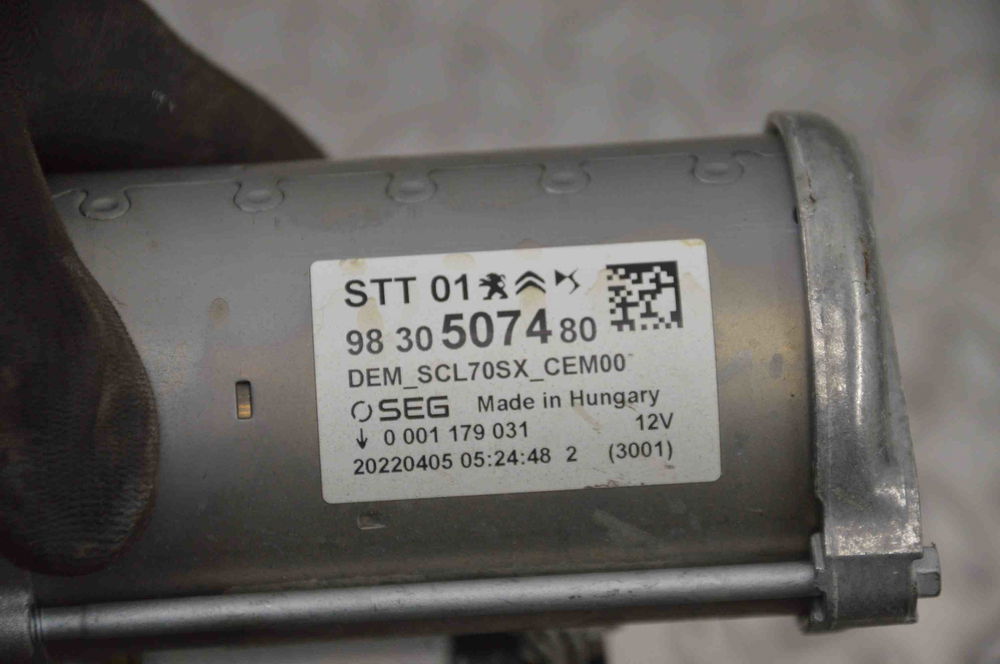 STT 01
98 30 5074 80
DEM_SCL70SX_CEM00
SEG Made in Hungary
0 001 179 031 12V
20220405 05:24:48 2 (3001)